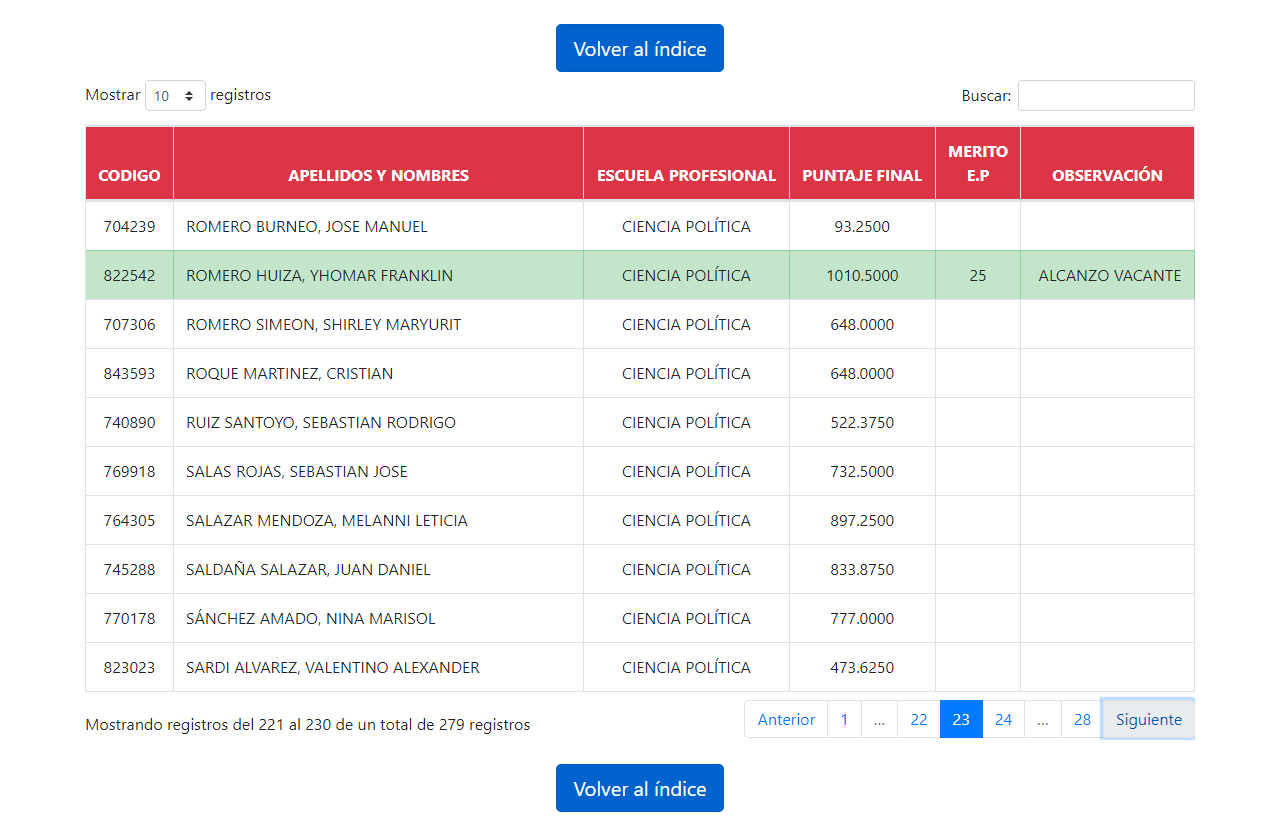 Volver al índice
Mostrar 10 registros Buscar:
CODIGO APELLIDOS Y NOMBRES ESCUELA PROFESIONAL PUNTAJE FINAL MERITO E.P OBSERVACIÓN
704239 ROMERO BURNEO, JOSE MANUEL CIENCIA POLÍTICA 93.2500
822542 ROMERO HUIZA, YHOMAR FRANKLIN CIENCIA POLÍTICA 1010.5000 25 ALCANZO VACANTE
707306 ROMERO SIMEON, SHIRLEY MARYURIT CIENCIA POLÍTICA 648.0000
843593 ROQUE MARTINEZ, CRISTIAN CIENCIA POLÍTICA 648.0000
740890 RUIZ SANTOYO, SEBASTIAN RODRIGO CIENCIA POLÍTICA 522.3750
769918 SALAS ROJAS, SEBASTIAN JOSE CIENCIA POLÍTICA 732.5000
764305 SALAZAR MENDOZA, MELANNI LETICIA CIENCIA POLÍTICA 897.2500
745288 SALDAÑA SALAZAR, JUAN DANIEL CIENCIA POLÍTICA 833.8750
770178 SÁNCHEZ AMADO, NINA MARISOL CIENCIA POLÍTICA 777.0000
823023 SARDI ALVAREZ, VALENTINO ALEXANDER CIENCIA POLÍTICA 473.6250
Mostrando registros del 221 al 230 de un total de 279 registros Anterior 1 ... 22 23 24 ... 28 Siguiente
Volver al índice